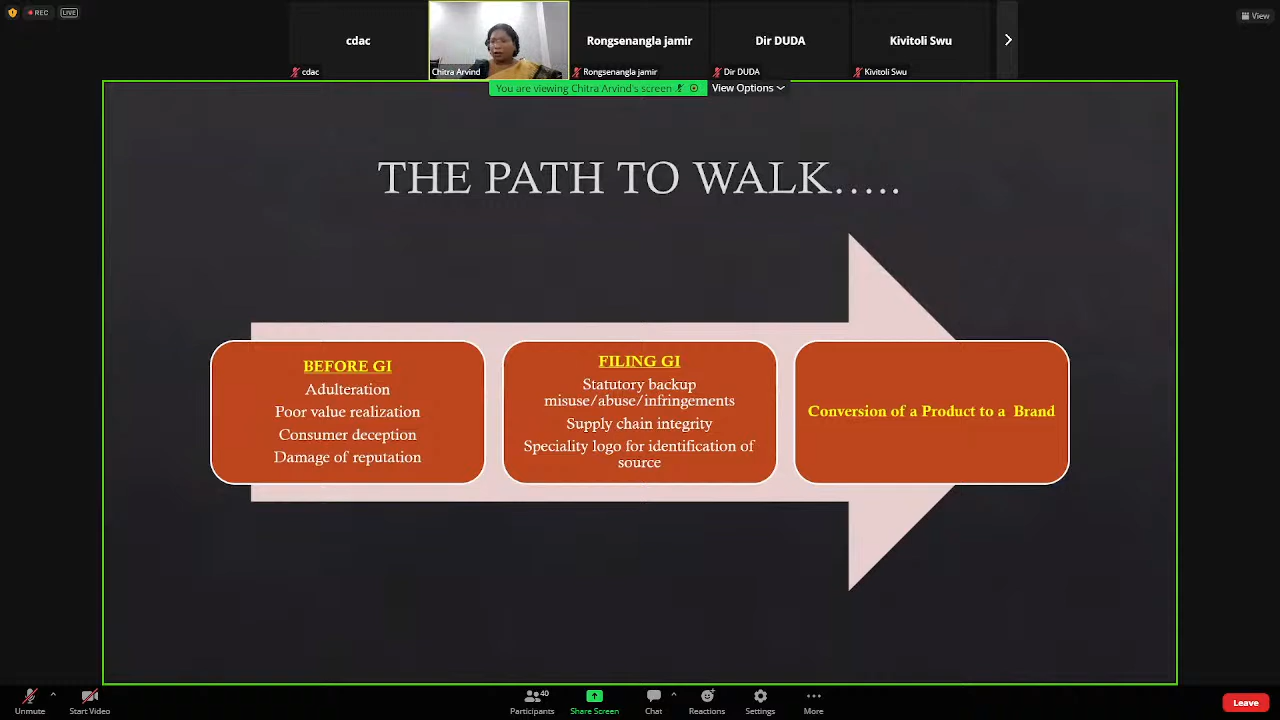 REC
LIVE
View
cdac
Rongsenangla jamir
Dir DUDA
Kivitoli Swu
cdac
Chitra Arvind
Rongsenangla jamir
Dir DUDA
Kivitoli Swu
You are viewing Chitra Arvind's screen
View Options
THE PATH TO WALK.....
BEFORE GI
Adulteration
Poor value realization
Consumer deception
Damage of reputation
FILING GI
Statutory backup
misuse/abuse/infringements
Supply chain integrity
Speciality logo for identification of
source
Conversion of a Product to a Brand
Unmute
Start Video
40
Participants
Share Screen
Chat
Reactions
Settings
More
Leave